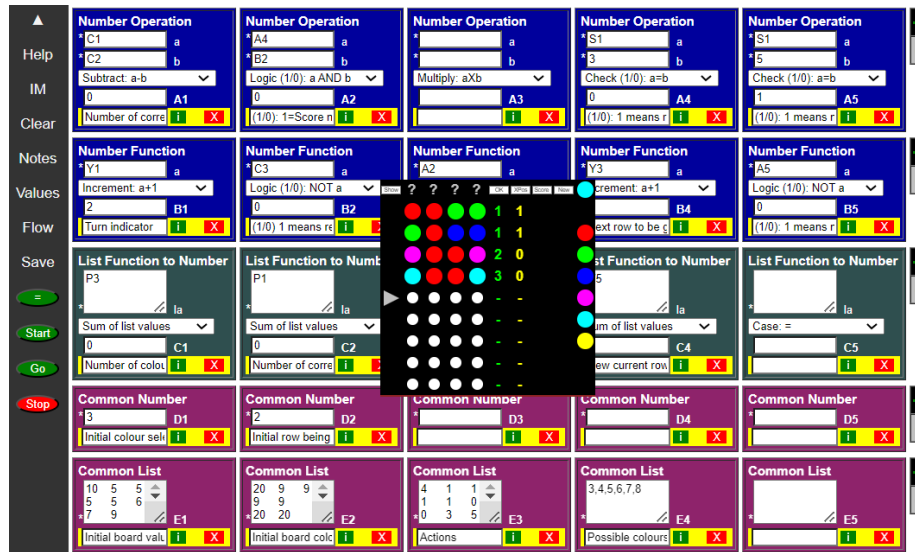 ▲
Help
IM
Clear
Notes
Values
Flow
Save
=
Start
Go
Stop
Number Operation
* C1 a
* C2 b
Subtract: a-b
0 A1
Number of corre i X
Number Operation
* A4 a
* B2 b
Logic (1/0): a AND b
0 A2
(1/0): 1=Score n i X
Number Operation
* a
* b
Multiply: aXb
A3
i X
Number Operation
* S1 a
* 3 b
Check (1/0): a=b
0 A4
(1/0): 1 means r i X
Number Operation
* S1 a
* 5 b
Check (1/0): a=b
1 A5
(1/0): 1 means r i X
Number Function
* Y1 a
Increment: a+1
2 B1
Turn indicator i X
Number Function
* C3 a
Logic (1/0): NOT a
0 B2
(1/0) 1 means re i
Number Function
* A2 a
Number Function
* Y3 a
crement: a+1
B4
ext row to be g i X
Number Function
* A5 a
Logic (1/0): NOT a
0 B5
(1/0): 1 means r i X
Show ? ? ? ? OK XPos Score New
1 1
1 1
2 0
3 0
- -
- -
- -
- -
- -
List Function to Number
P3
* la
Sum of list values
0 C1
Number of colou i X
List Function to Numb
P1
*
Sum of list values
0 C2
Number of corre i
st Function to Number
5
la
um of list values
C4
ew current row i X
List Function to Number
* la
Case: =
C5
i X
Common Number
* 3 D1
Initial colour sele i X
Common Number
* 2 D2
Initial row being i X
Common Number
* D3
i X
Common Number
* D4
i X
Common Number
* D5
i X
Common List
10 5 5
5 5 6
* 7 9 E1
Initial board valu i X
Common List
20 9 9
9 9
* 20 20 E2
Initial board colo i X
Common List
4 1 1
1 1 0
* 0 3 5 E3
Actions i X
Common List
3,4,5,6,7,8
* E4
Possible colours i X
Common List
* E5
i X